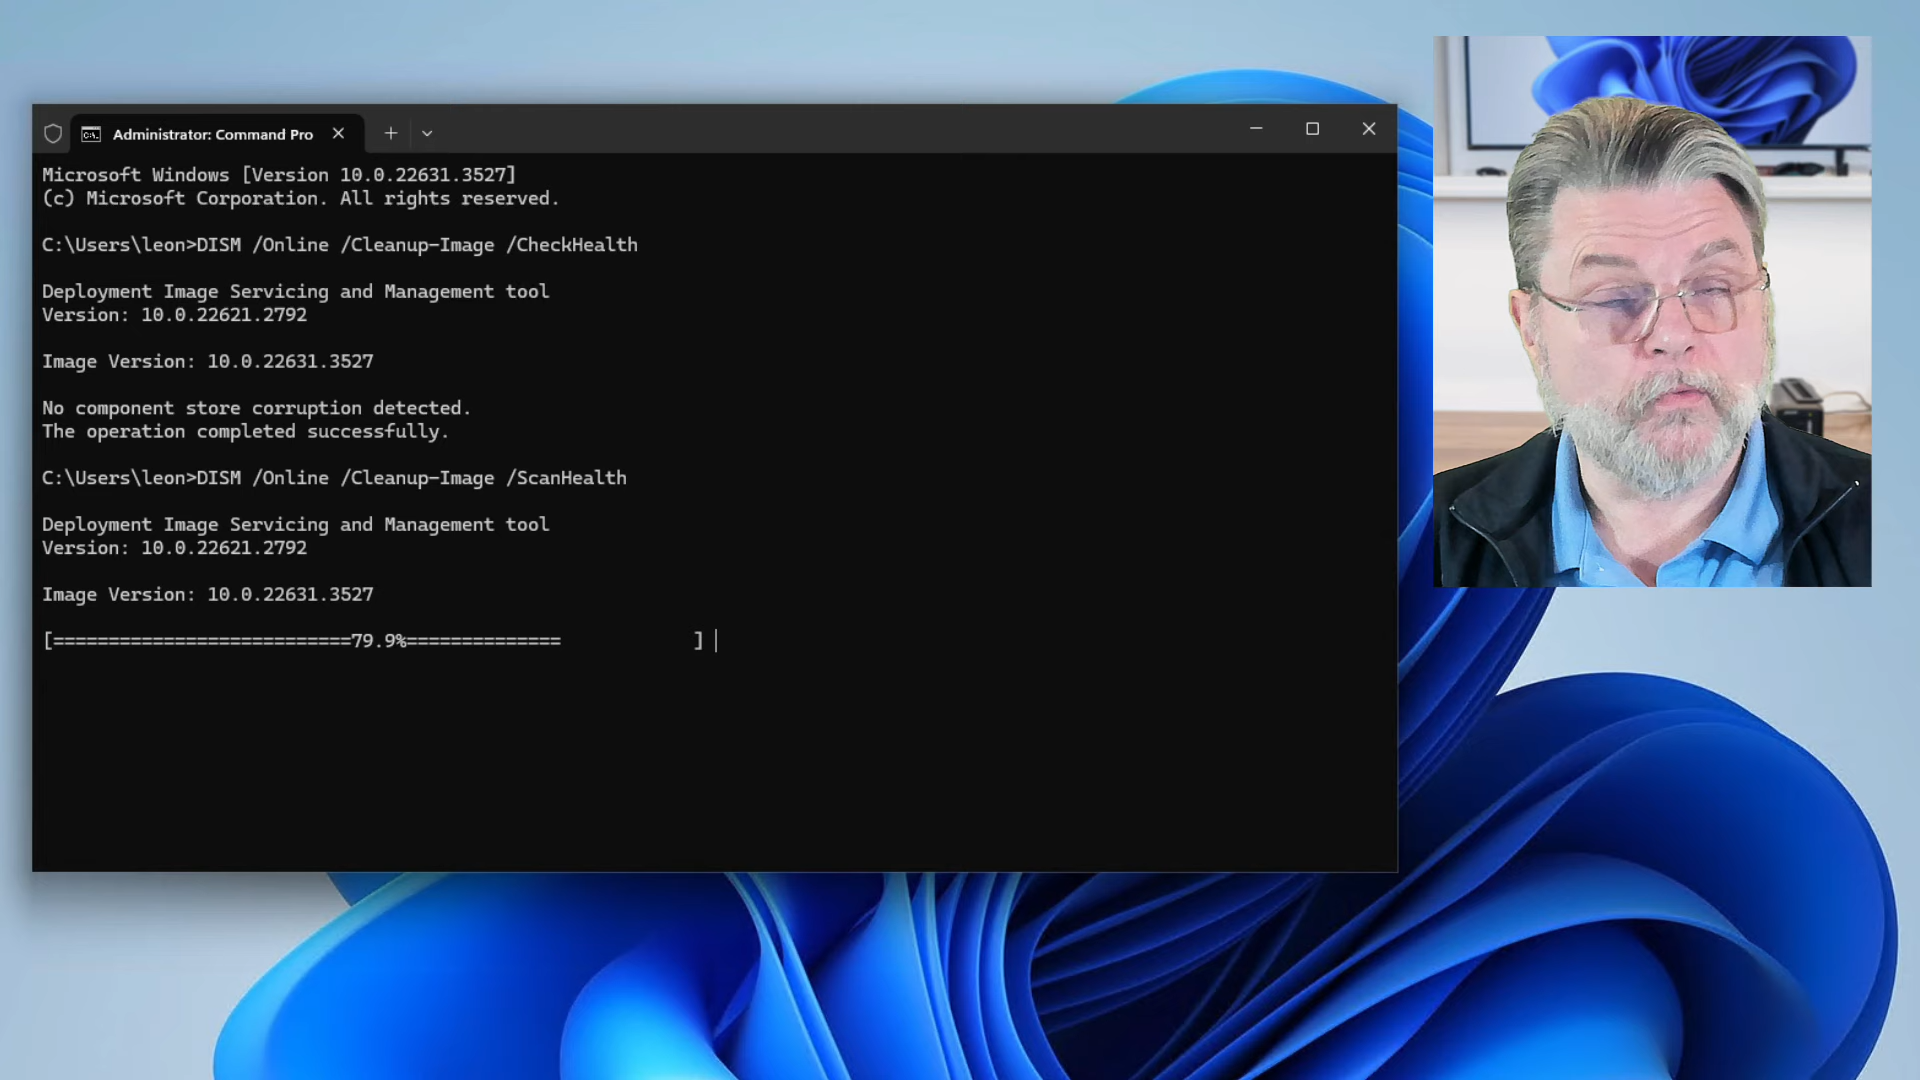 Administrator: Command Pro
Microsoft Windows [Version 10.0.22631.3527]
(c) Microsoft Corporation. All rights reserved.
C:\Users\leon>DISM /Online /Cleanup-Image /CheckHealth
Deployment Image Servicing and Management tool
Version: 10.0.22621.2792
Image Version: 10.0.22631.3527
No component store corruption detected.
The operation completed successfully.
C:\Users\leon>DISM /Online /Cleanup-Image /ScanHealth
Deployment Image Servicing and Management tool
Version: 10.0.22621.2792
Image Version: 10.0.22631.3527
[===========================79.9%==============            ]